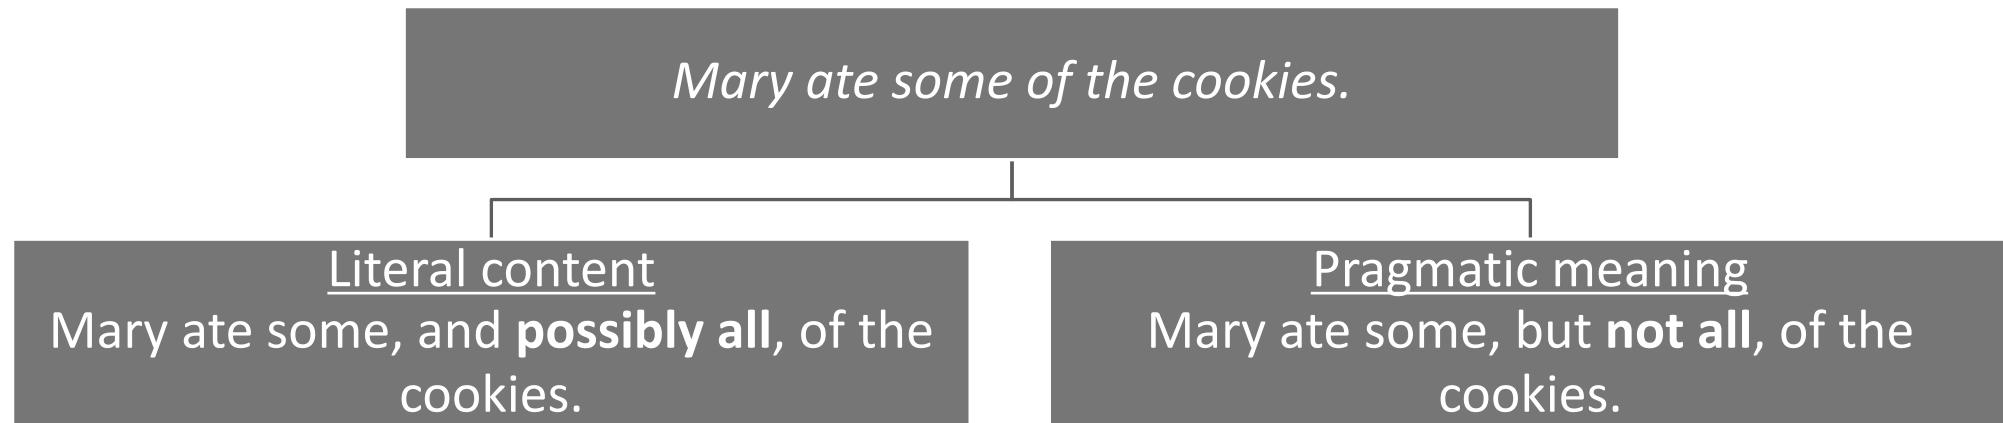 Mary ate some of the cookies.
Literal content
Mary ate some, and possibly all, of the
cookies.
Pragmatic meaning
Mary ate some, but not all, of the
cookies.